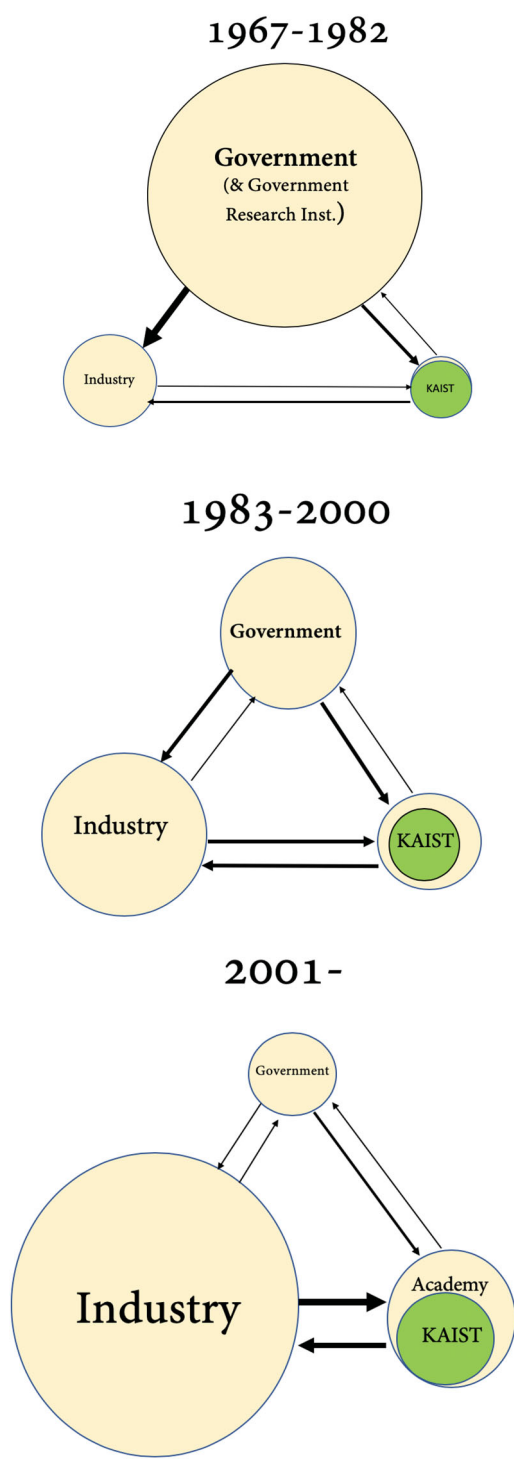 1967-1982
Government
(& Government
Research Inst.)
Industry
KAIST
1983-2000
Government
Industry
KAIST
2001-
Government
Academy
Industry
KAIST